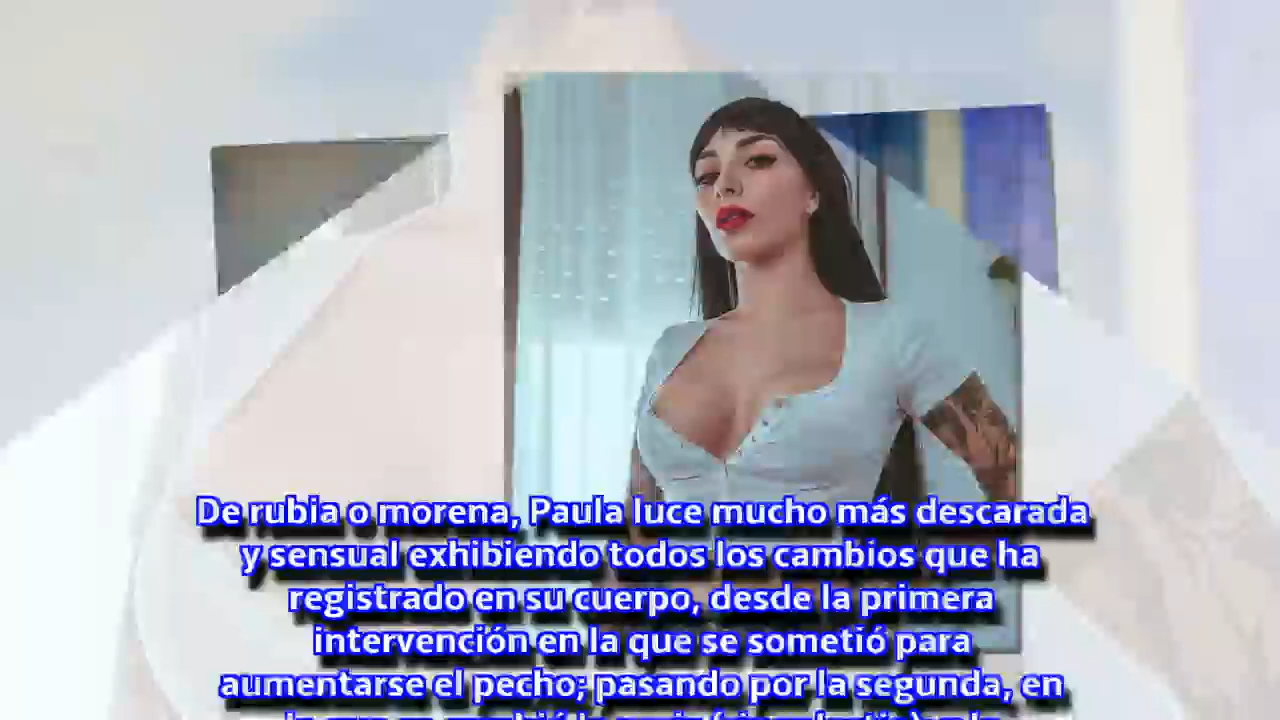 De rubia o morena, Paula luce mucho más descarada
y sensual exhibiendo todos los cambios que ha
registrado en su cuerpo, desde la primera
intervención en la que se sometió para
aumentarse el pecho; pasando por la segunda, en